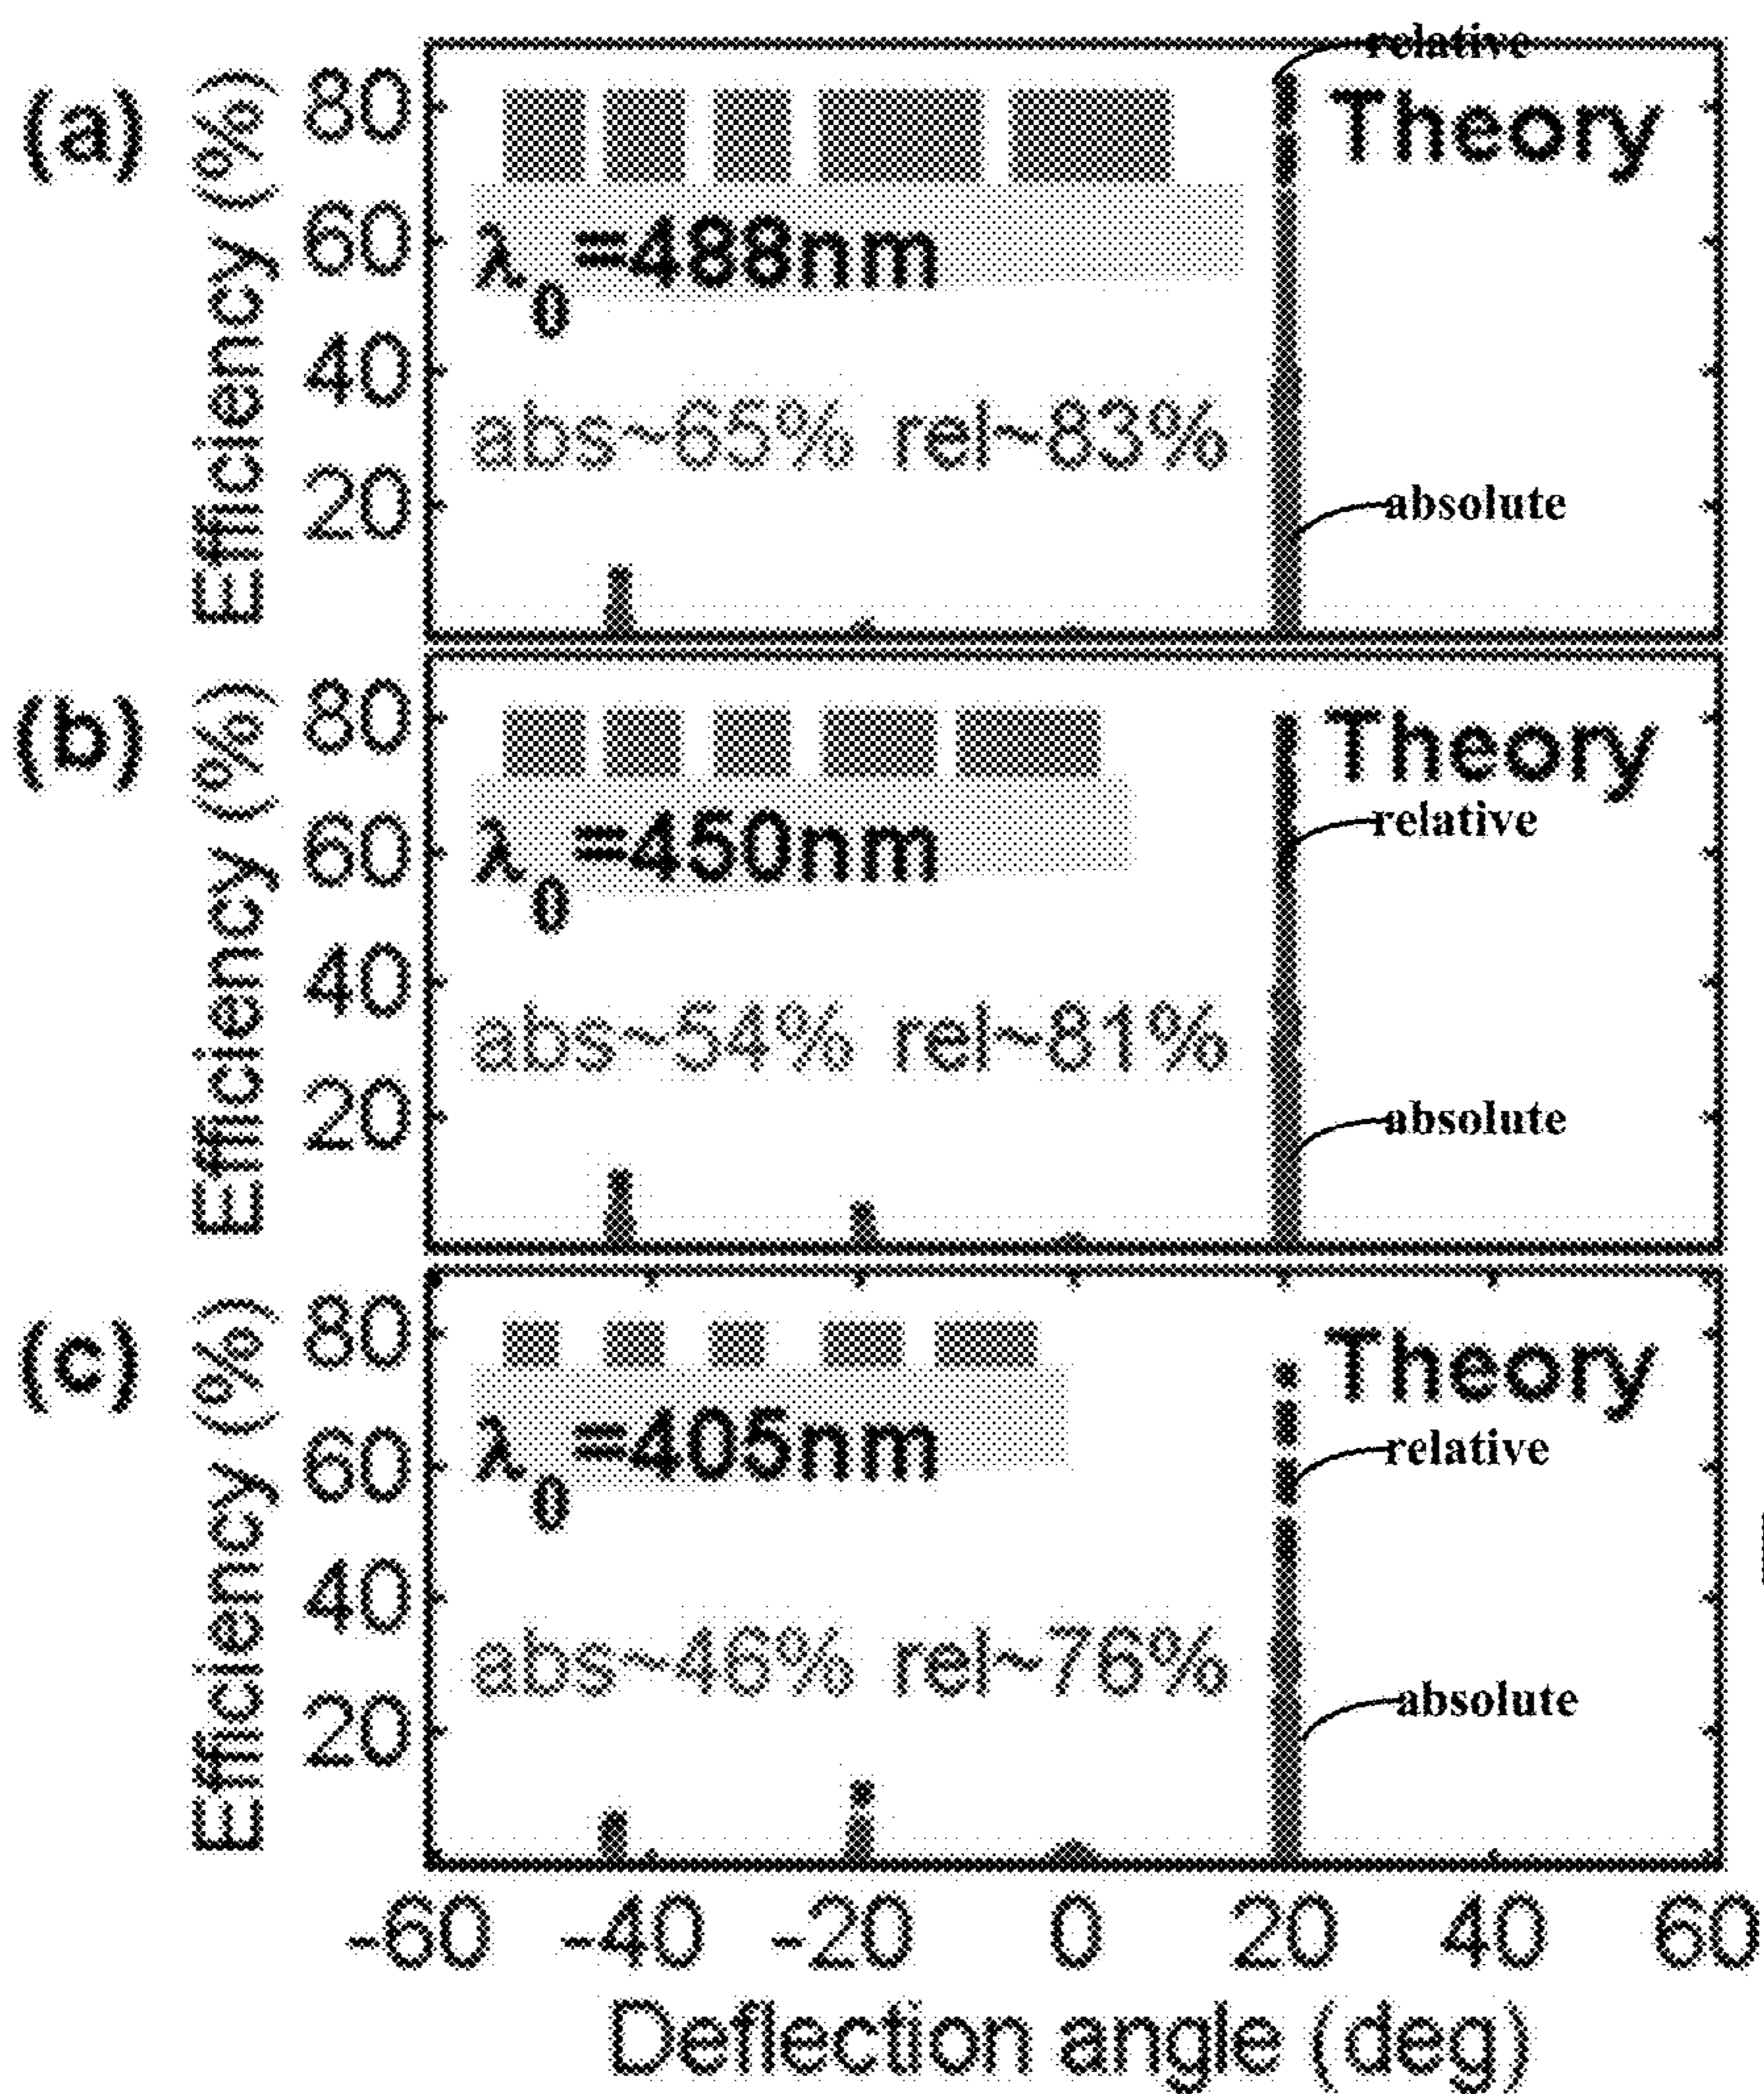 (a)
Efficiency (%)
80
60
40
20
relative
Theory
λ0=488nm
abs~65% rel~83%
absolute
(b)
Efficiency (%)
80
60
40
20
Theory
relative
λ0=450nm
abs~54% rel~81%
absolute
(c)
Efficiency (%)
80
60
40
20
Theory
relative
λ0=405nm
abs~46% rel~76%
absolute
-60 -40 -20 0 20 40 60
Deflection angle (deg)